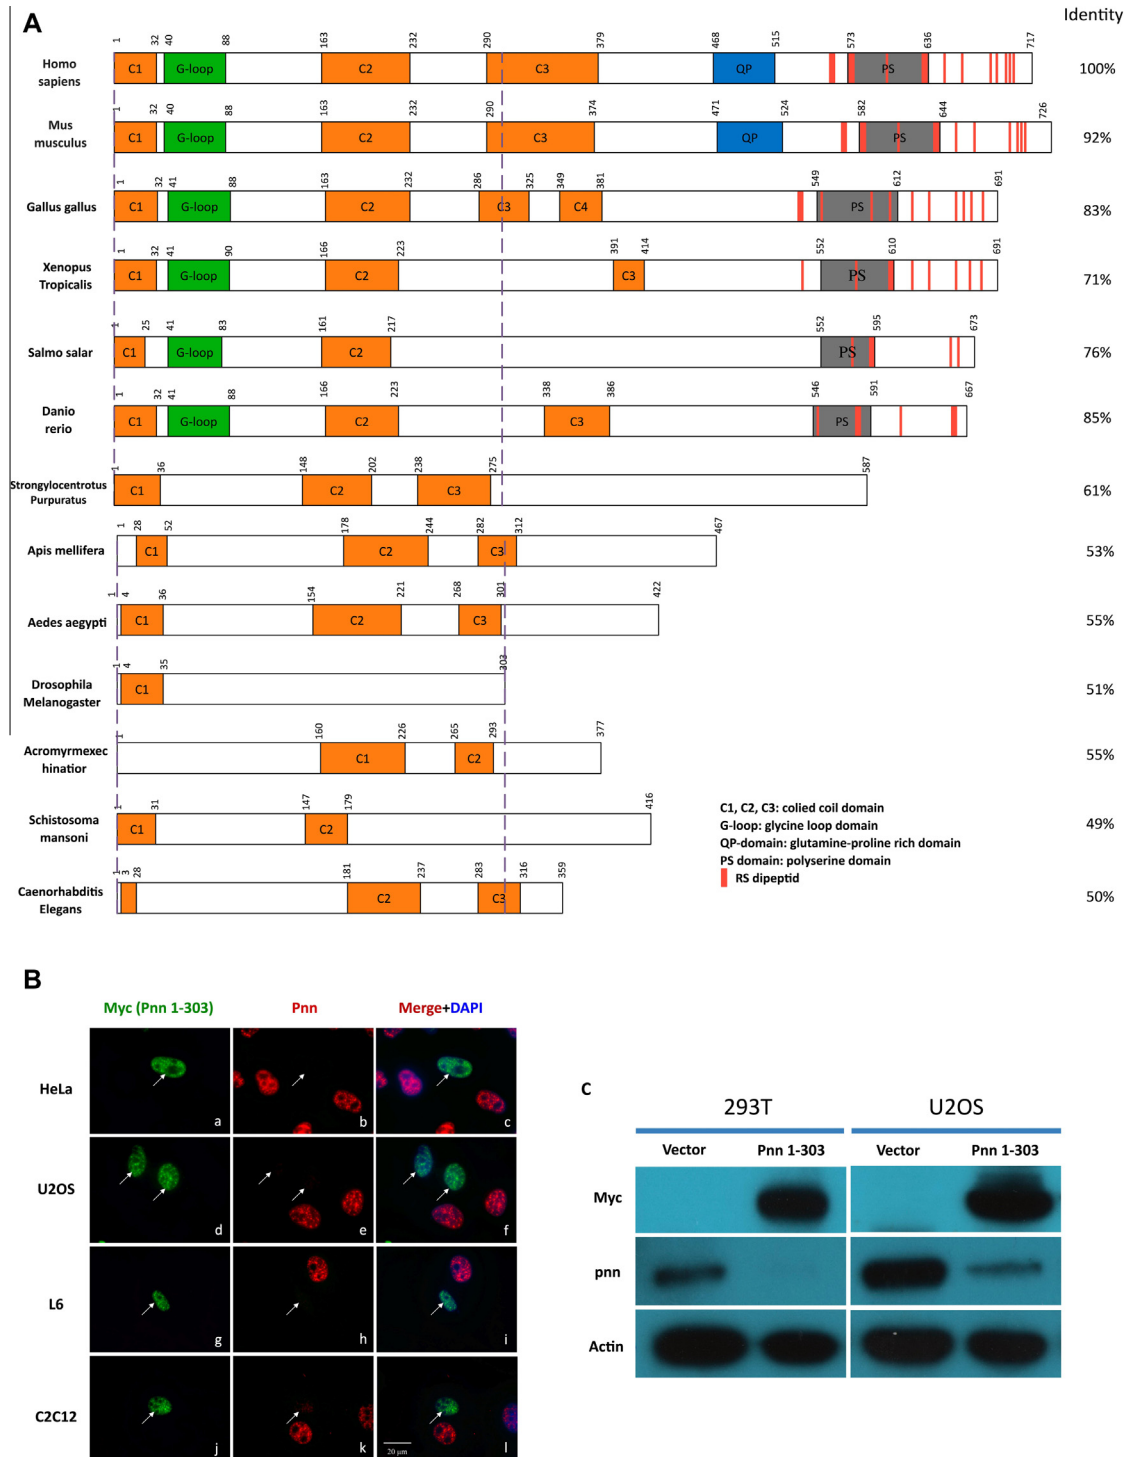 A
Identity
1 32 40 88 163 232 290 379 468 515 573 636 717
Homo
sapiens
C1 G-loop C2 C3 QP PS
100%
1 32 40 88 163 232 290 374 471 524 582 644 726
Mus
musculus
C1 G-loop C2 C3 QP PS
92%
1 32 41 88 163 232 286 325 349 381 549 612 691
Gallus gallus
C1 G-loop C2 C3 C4 PS
83%
1 32 41 90 166 223 391 414 552 610 691
Xenopus
Tropicalis
C1 G-loop C2 C3 PS
71%
1 25 41 83 161 217 552 595 673
Salmo salar
C1 G-loop C2 PS
76%
1 32 41 88 166 223 338 386 546 591 667
Danio
rerio
C1 G-loop C2 C3 PS
85%
1 36 148 202 238 275 587
Strongylocentrotus
Purpuratus
C1 C2 C3
61%
1 28 52 178 244 282 312 467
Apis mellifera
C1 C2 C3
53%
1 4 36 154 221 268 301 422
Aedes aegypti
C1 C2 C3
55%
1 4 35 303
Drosophila
Melanogaster
C1
51%
1 160 226 265 293 377
Acromyrmexec
hinatior
C1 C2
55%
1 31 147 179 416
Schistosoma
mansoni
C1 C2
49%
1 3 28 181 237 283 316 359
Caenorhabditis
Elegans
C2 C3
50%
C1, C2, C3: colied coil domain
G-loop: glycine loop domain
QP-domain: glutamine-proline rich domain
PS domain: polyserine domain
RS dipeptid
B
Myc (Pnn 1-303) Pnn Merge+DAPI
HeLa
a b c
U2OS
d e f
L6
g h i
C2C12
j k l
20 μm
C
293T U2OS
Vector Pnn 1-303 Vector Pnn 1-303
Myc
pnn
Actin